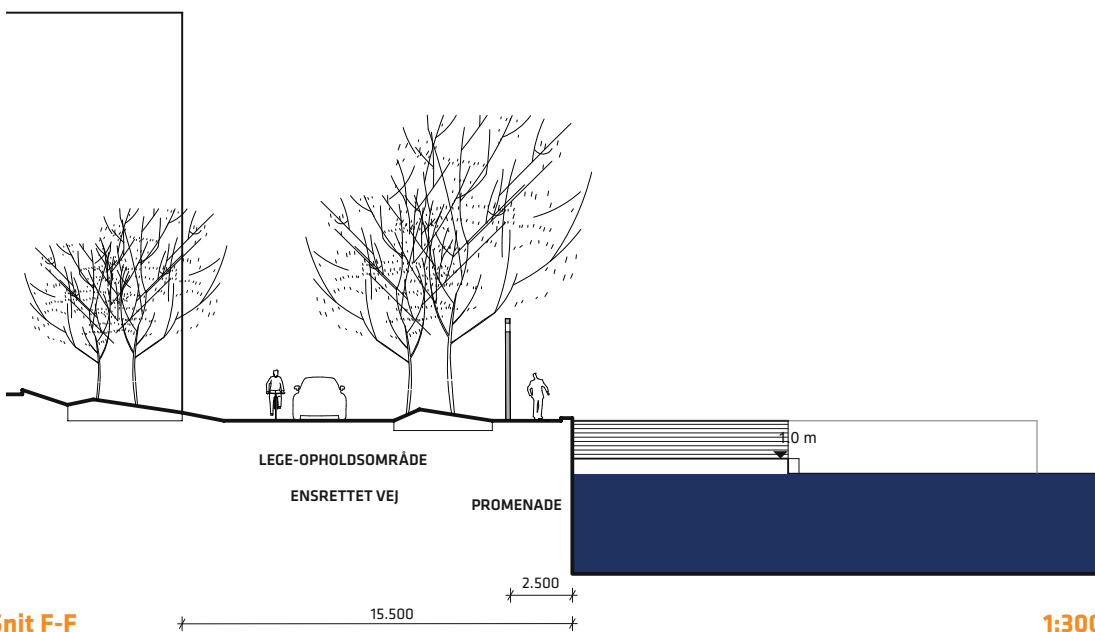 1.0 m
LEGE-OPHOLDSOMRÅDE
ENSRETTET VEJ
PROMENADE
2.500
15.500
Snit F-F
1:300